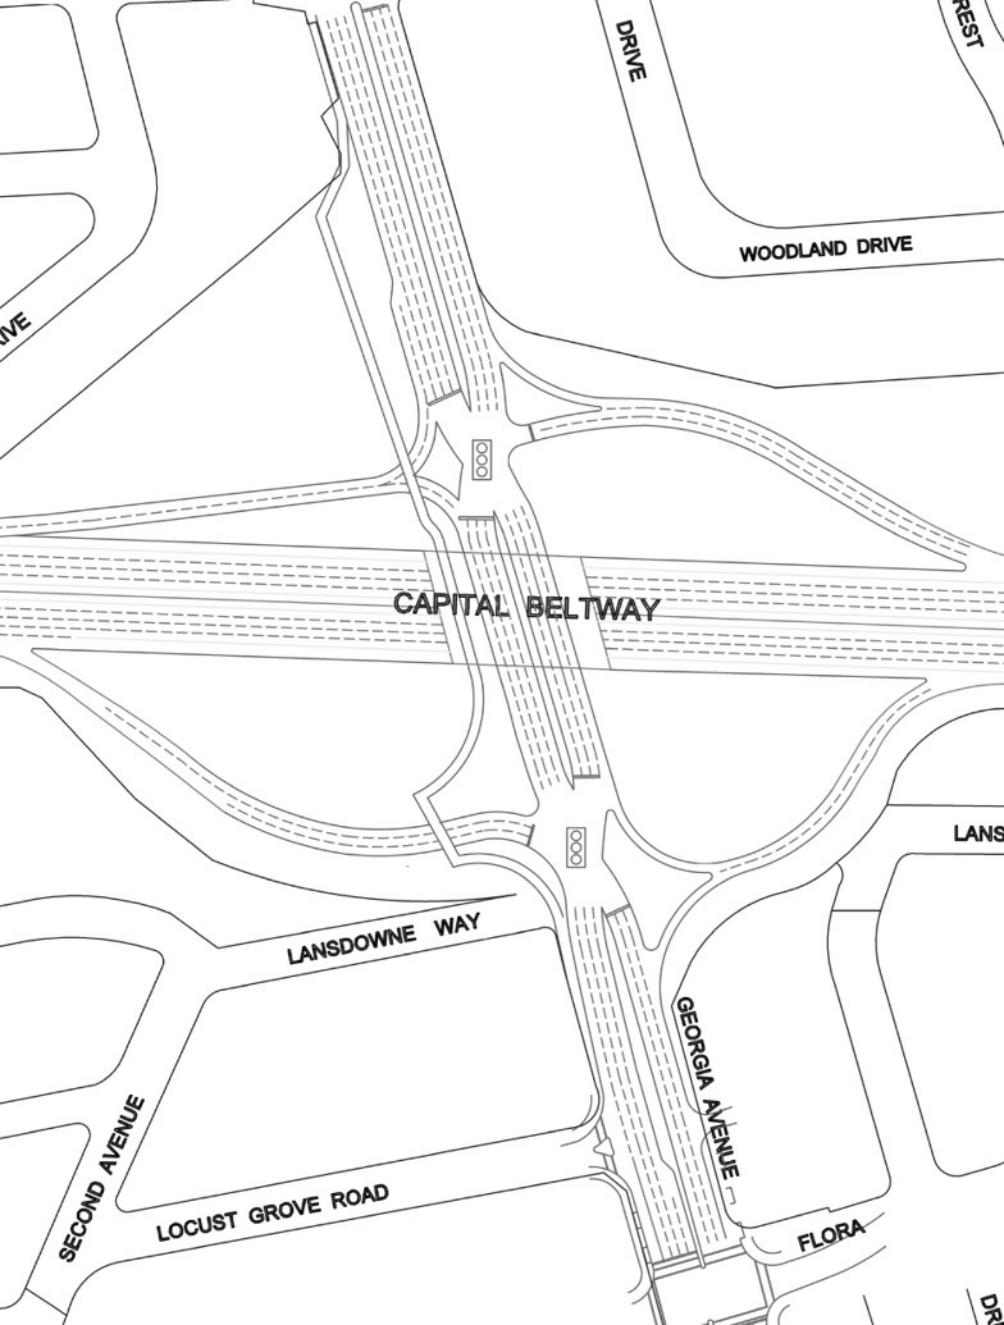 DRIVE
WOODLAND DRIVE
CAPITAL BELTWAY
LANSDOWNE WAY
GEORGIA AVENUE
SECOND AVENUE
LOCUST GROVE ROAD
FLORA